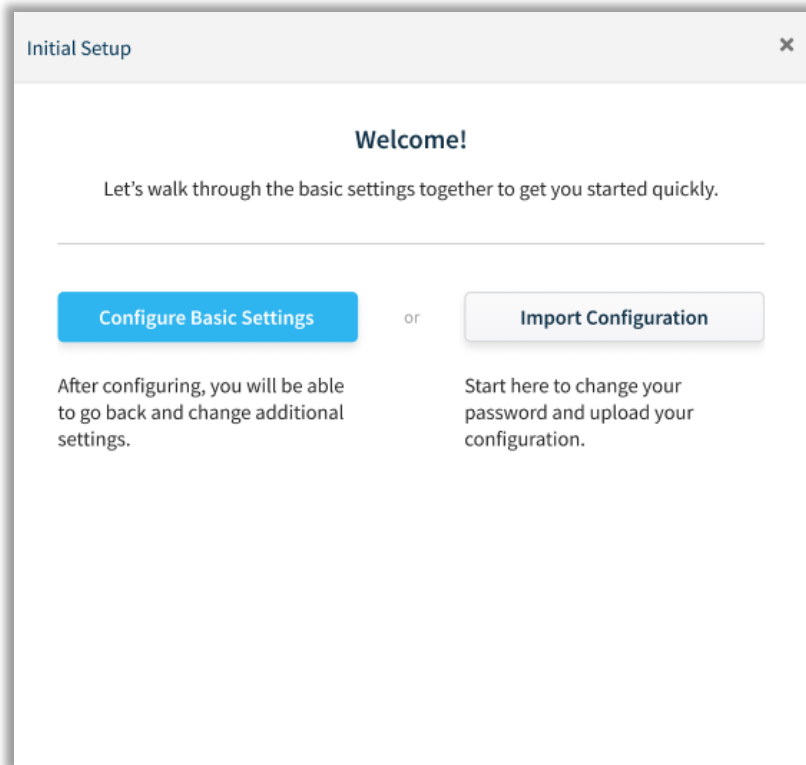 Initial Setup
×
Welcome!
Let’s walk through the basic settings together to get you started quickly.
Configure Basic Settings
or
Import Configuration
After configuring, you will be able
to go back and change additional
settings.
Start here to change your
password and upload your
configuration.